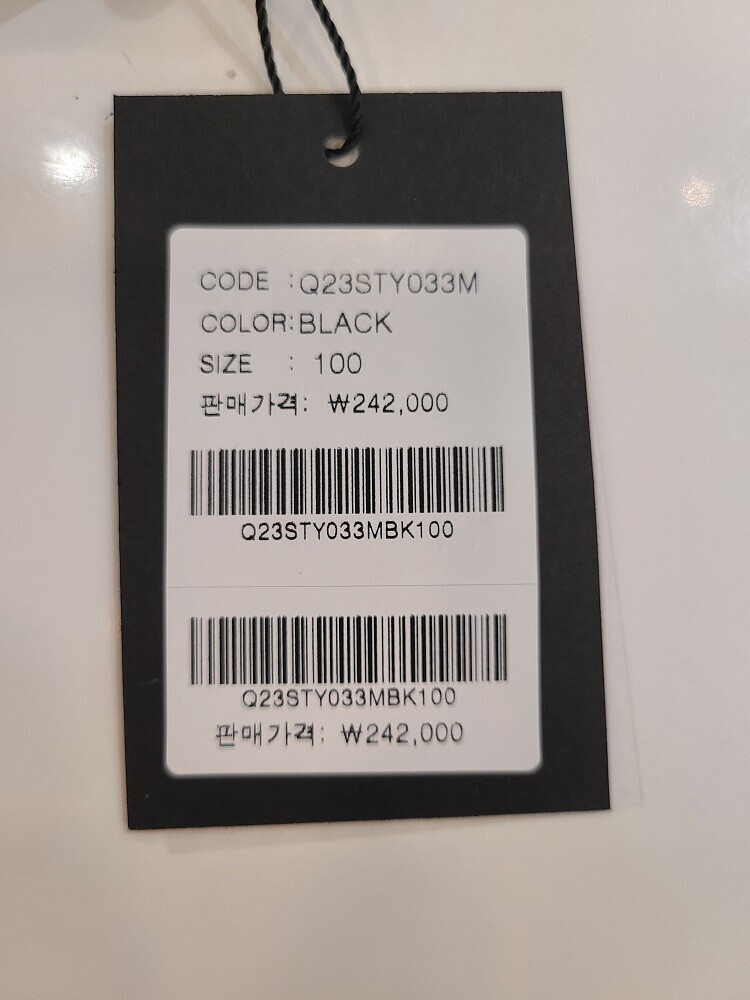 CODE : Q23STY033M
COLOR: BLACK
SIZE : 100
판매가격: ₩242,000
Q23STY033MBK100
Q23STY033MBK100
판매가격: ₩242,000